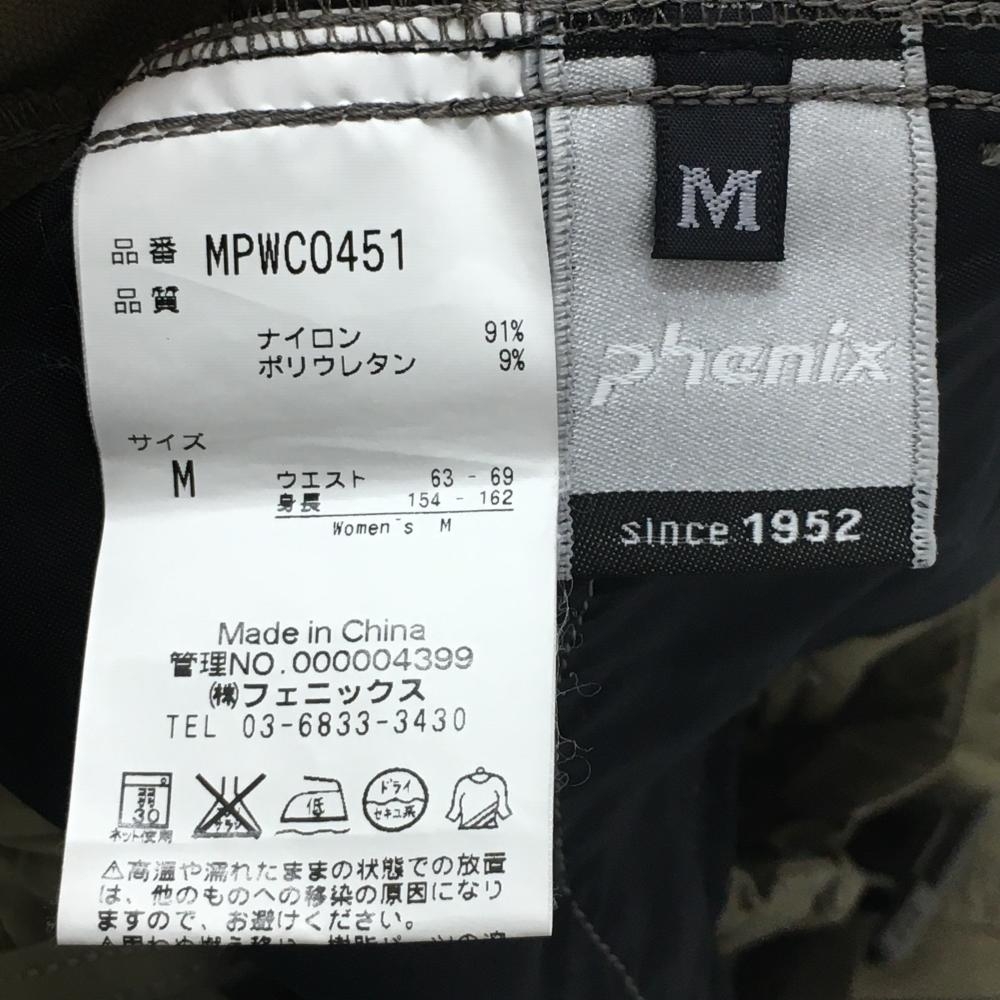 品番 MPWC0451
品質
ナイロン 91%
ポリウレタン 9%
サイズ
M
ウエスト 63 - 69
身長 154 - 162
Women's M
Made in China
管理NO.000004399
㈱フェニックス
TEL 03-6833-3430
30
ネット使用
低
ドライ
セキユ系
⚠高温や濡れたままの状態での放置
は、他のものへの移染の原因になり
ますので、お避けください。
M
phenix
since 1952